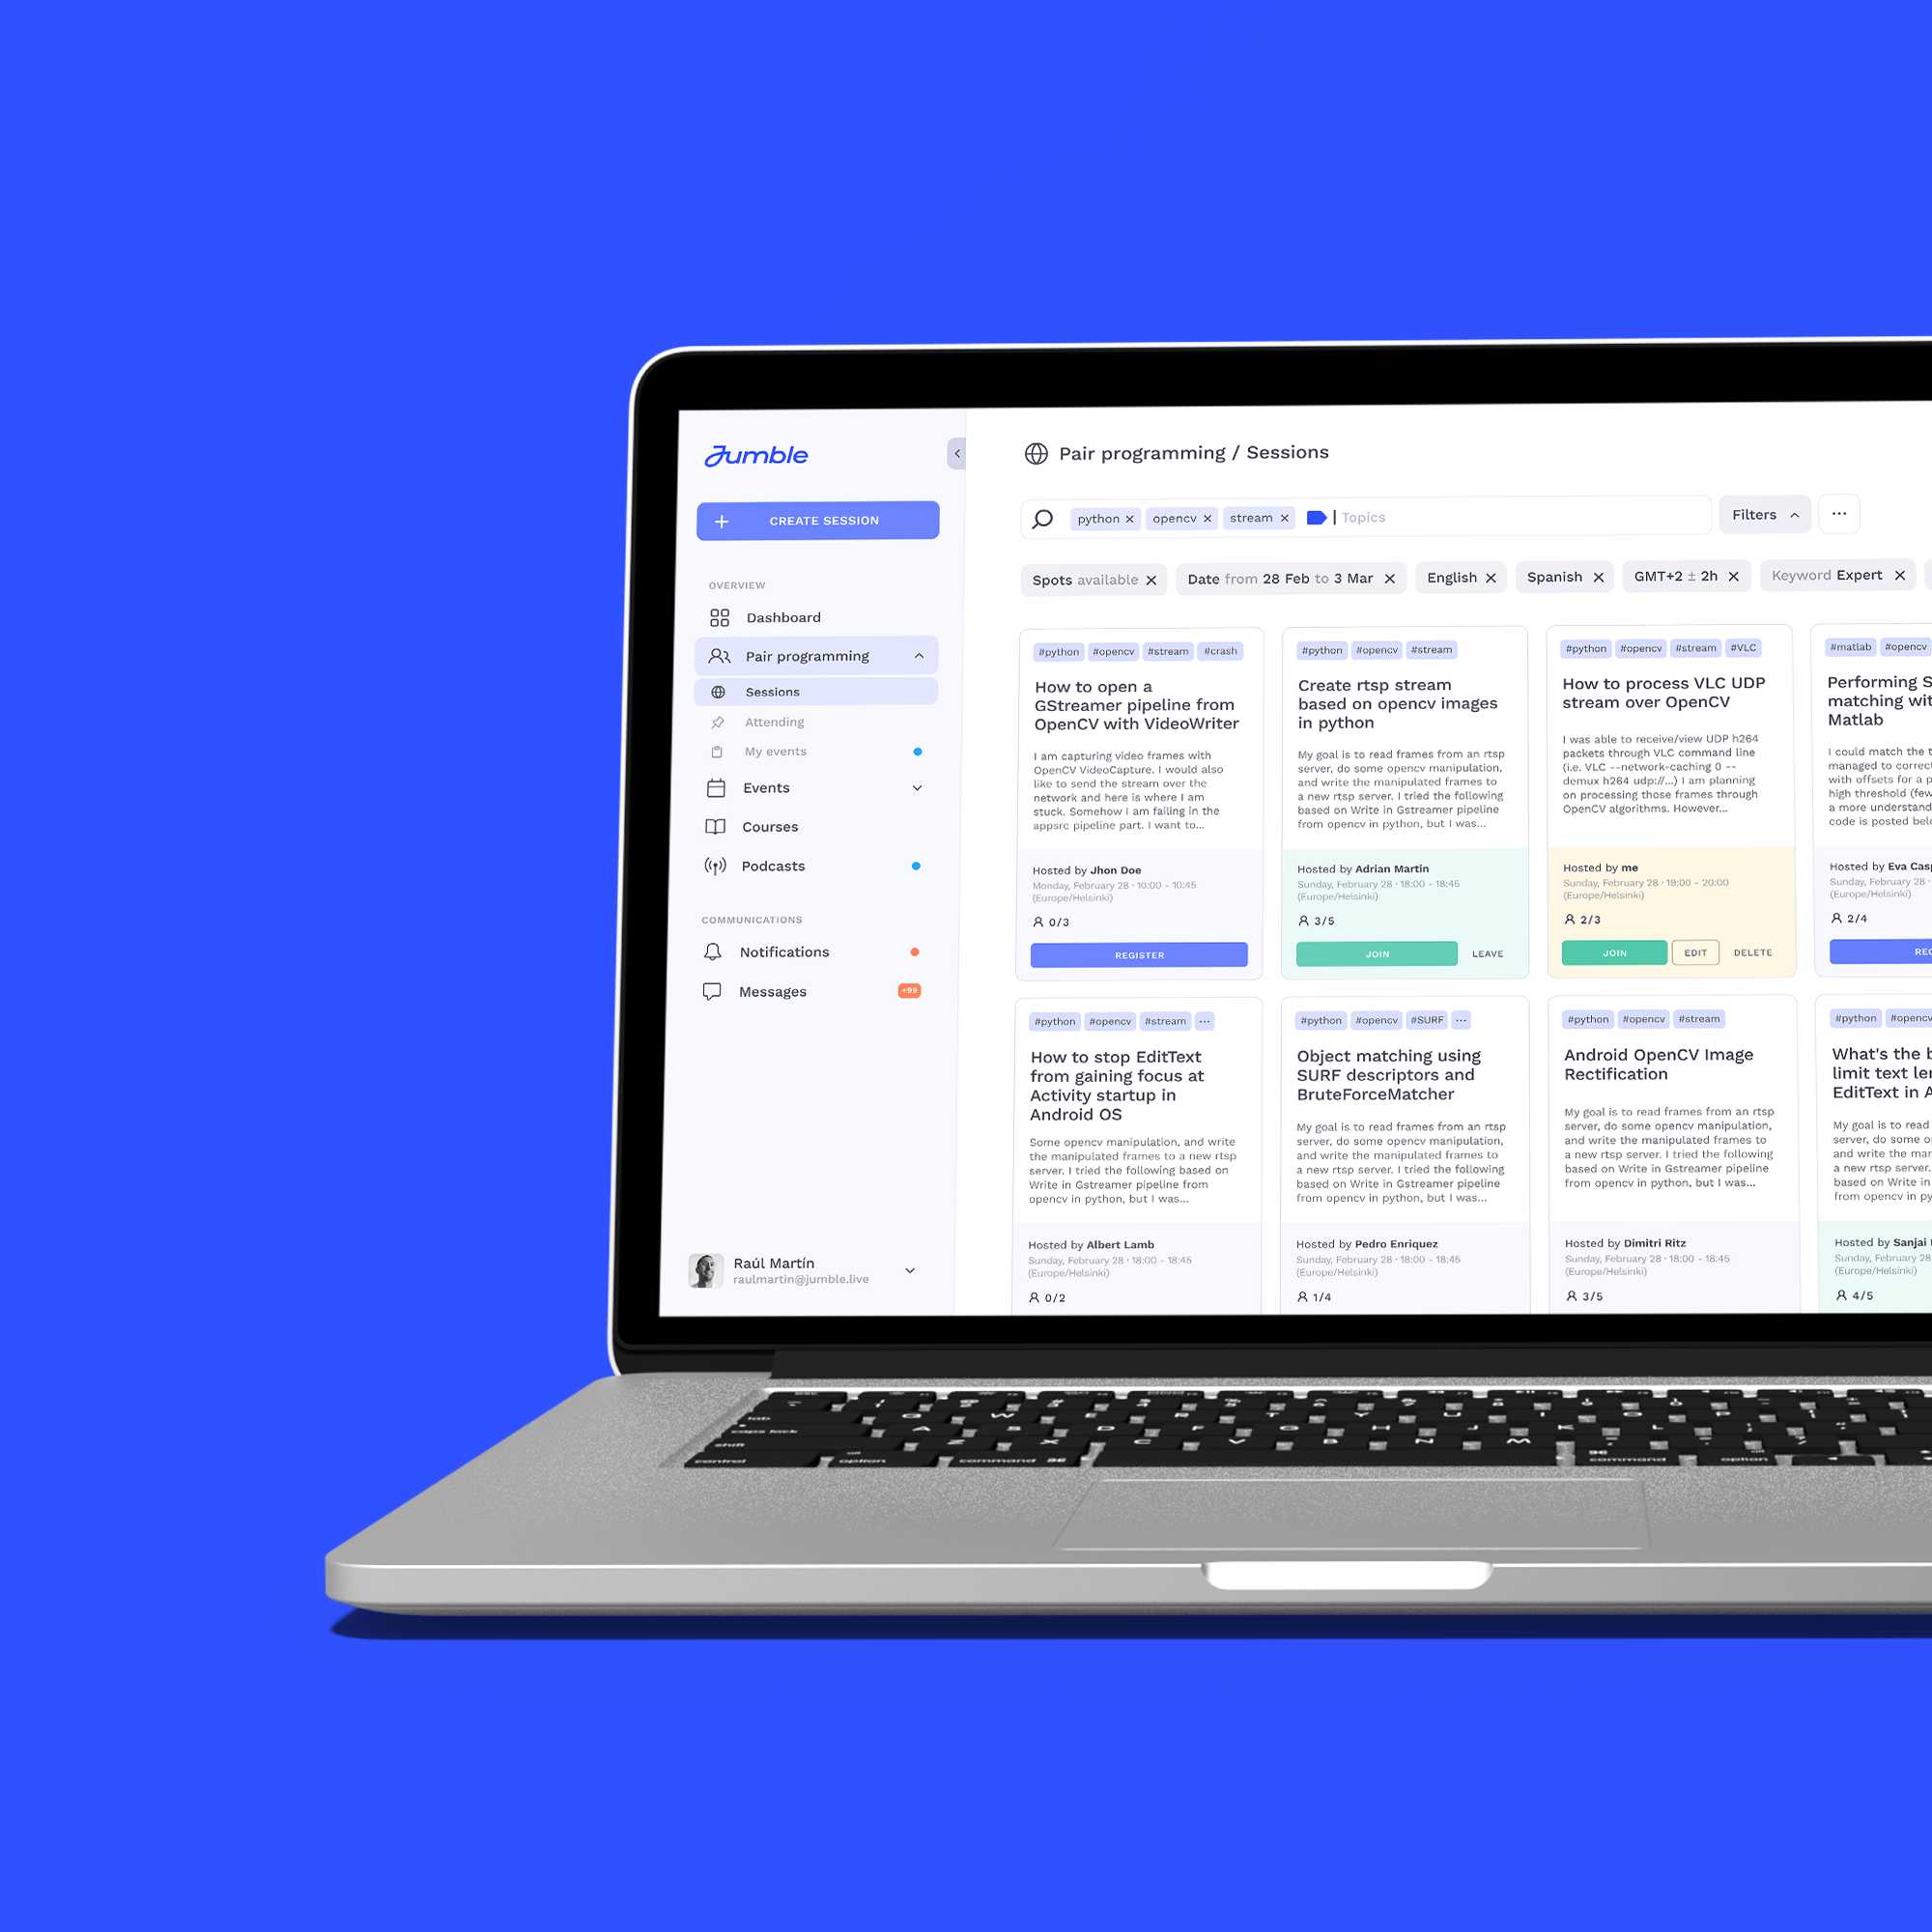 Jumble
CREATE SESSION
OVERVIEW
Dashboard
Pair programming
Sessions
Attending
My events
Events
Courses
Podcasts
COMMUNICATIONS
Notifications
Messages
+99
Raúl Martín
raulmartin@jumble.live
Pair programming / Sessions
python opencv stream Topics
Filters
Spots available Date from 28 Feb to 3 Mar English Spanish GMT+2 ± 2h Keyword Expert
#python #opencv #stream #crash
How to open a
GStreamer pipeline from
OpenCV with VideoWriter
I am capturing video frames with
OpenCV VideoCapture. I would also
like to send the stream over the
network and here is where I am
stuck. Somehow I am failing in the
appsrc pipeline part. I want to...
Hosted by Jhon Doe
Monday, February 28 · 10:00 - 10:45
(Europe/Helsinki)
0/3
REGISTER
#python #opencv #stream
Create rtsp stream
based on opencv images
in python
My goal is to read frames from an rtsp
server, do some opencv manipulation,
and write the manipulated frames to
a new rtsp server. I tried the following
based on Write in Gstreamer pipeline
from opencv in python, but I was...
Hosted by Adrian Martin
Sunday, February 28 · 18:00 - 18:45
(Europe/Helsinki)
3/5
JOIN LEAVE
#python #opencv #stream #VLC
How to process VLC UDP
stream over OpenCV
I was able to receive/view UDP h264
packets through VLC command line
(i.e. VLC --network-caching 0 --
demux h264 udp://...) I am planning
on processing those frames through
OpenCV algorithms. However...
Hosted by me
Sunday, February 28 · 19:00 - 20:00
(Europe/Helsinki)
2/3
JOIN EDIT DELETE
#matlab #opencv
Performing S
matching wit
Matlab
I could match the t
managed to correct
with offsets for a p
high threshold (few
a more understand
code is posted belo
Hosted by Eva Casp
Sunday, February 28
(Europe/Helsinki)
2/4
REG
#python #opencv #stream ...
How to stop EditText
from gaining focus at
Activity startup in
Android OS
Some opencv manipulation, and write
the manipulated frames to a new rtsp
server. I tried the following based on
Write in Gstreamer pipeline from
opencv in python, but I was...
Hosted by Albert Lamb
Sunday, February 28 · 18:00 - 18:45
(Europe/Helsinki)
0/2
#python #opencv #SURF ...
Object matching using
SURF descriptors and
BruteForceMatcher
My goal is to read frames from an rtsp
server, do some opencv manipulation,
and write the manipulated frames to
a new rtsp server. I tried the following
based on Write in Gstreamer pipeline
from opencv in python, but I was...
Hosted by Pedro Enriquez
Sunday, February 28 · 18:00 - 18:45
(Europe/Helsinki)
1/4
#python #opencv #stream
Android OpenCV Image
Rectification
My goal is to read frames from an rtsp
server, do some opencv manipulation,
and write the manipulated frames to
a new rtsp server. I tried the following
based on Write in Gstreamer pipeline
from opencv in python, but I was...
Hosted by Dimitri Ritz
Sunday, February 28 · 18:00 - 18:45
(Europe/Helsinki)
3/5
#python #opencv
What's the b
limit text ler
EditText in A
My goal is to read
server, do some o
and write the mar
a new rtsp server.
based on Write in
from opencv in py
Hosted by Sanjai
Sunday, February 28
(Europe/Helsinki)
4/5
Q W E R T Y U I O P
tab
A S D F G H J K L
caps lock
Z X C V B N M
shift
control option command command option